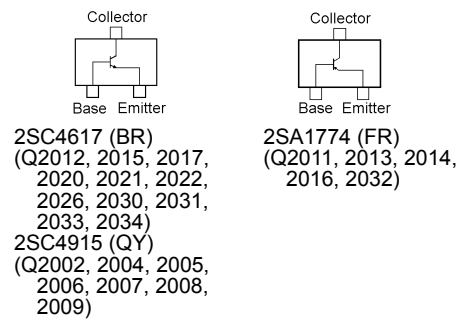 Collector
Base Emitter
2SC4617 (BR)
(Q2012, 2015, 2017,
2020, 2021, 2022,
2026, 2030, 2031,
2033, 2034)
2SC4915 (QY)
(Q2002, 2004, 2005,
2006, 2007, 2008,
2009)
Collector
Base Emitter
2SA1774 (FR)
(Q2011, 2013, 2014,
2016, 2032)